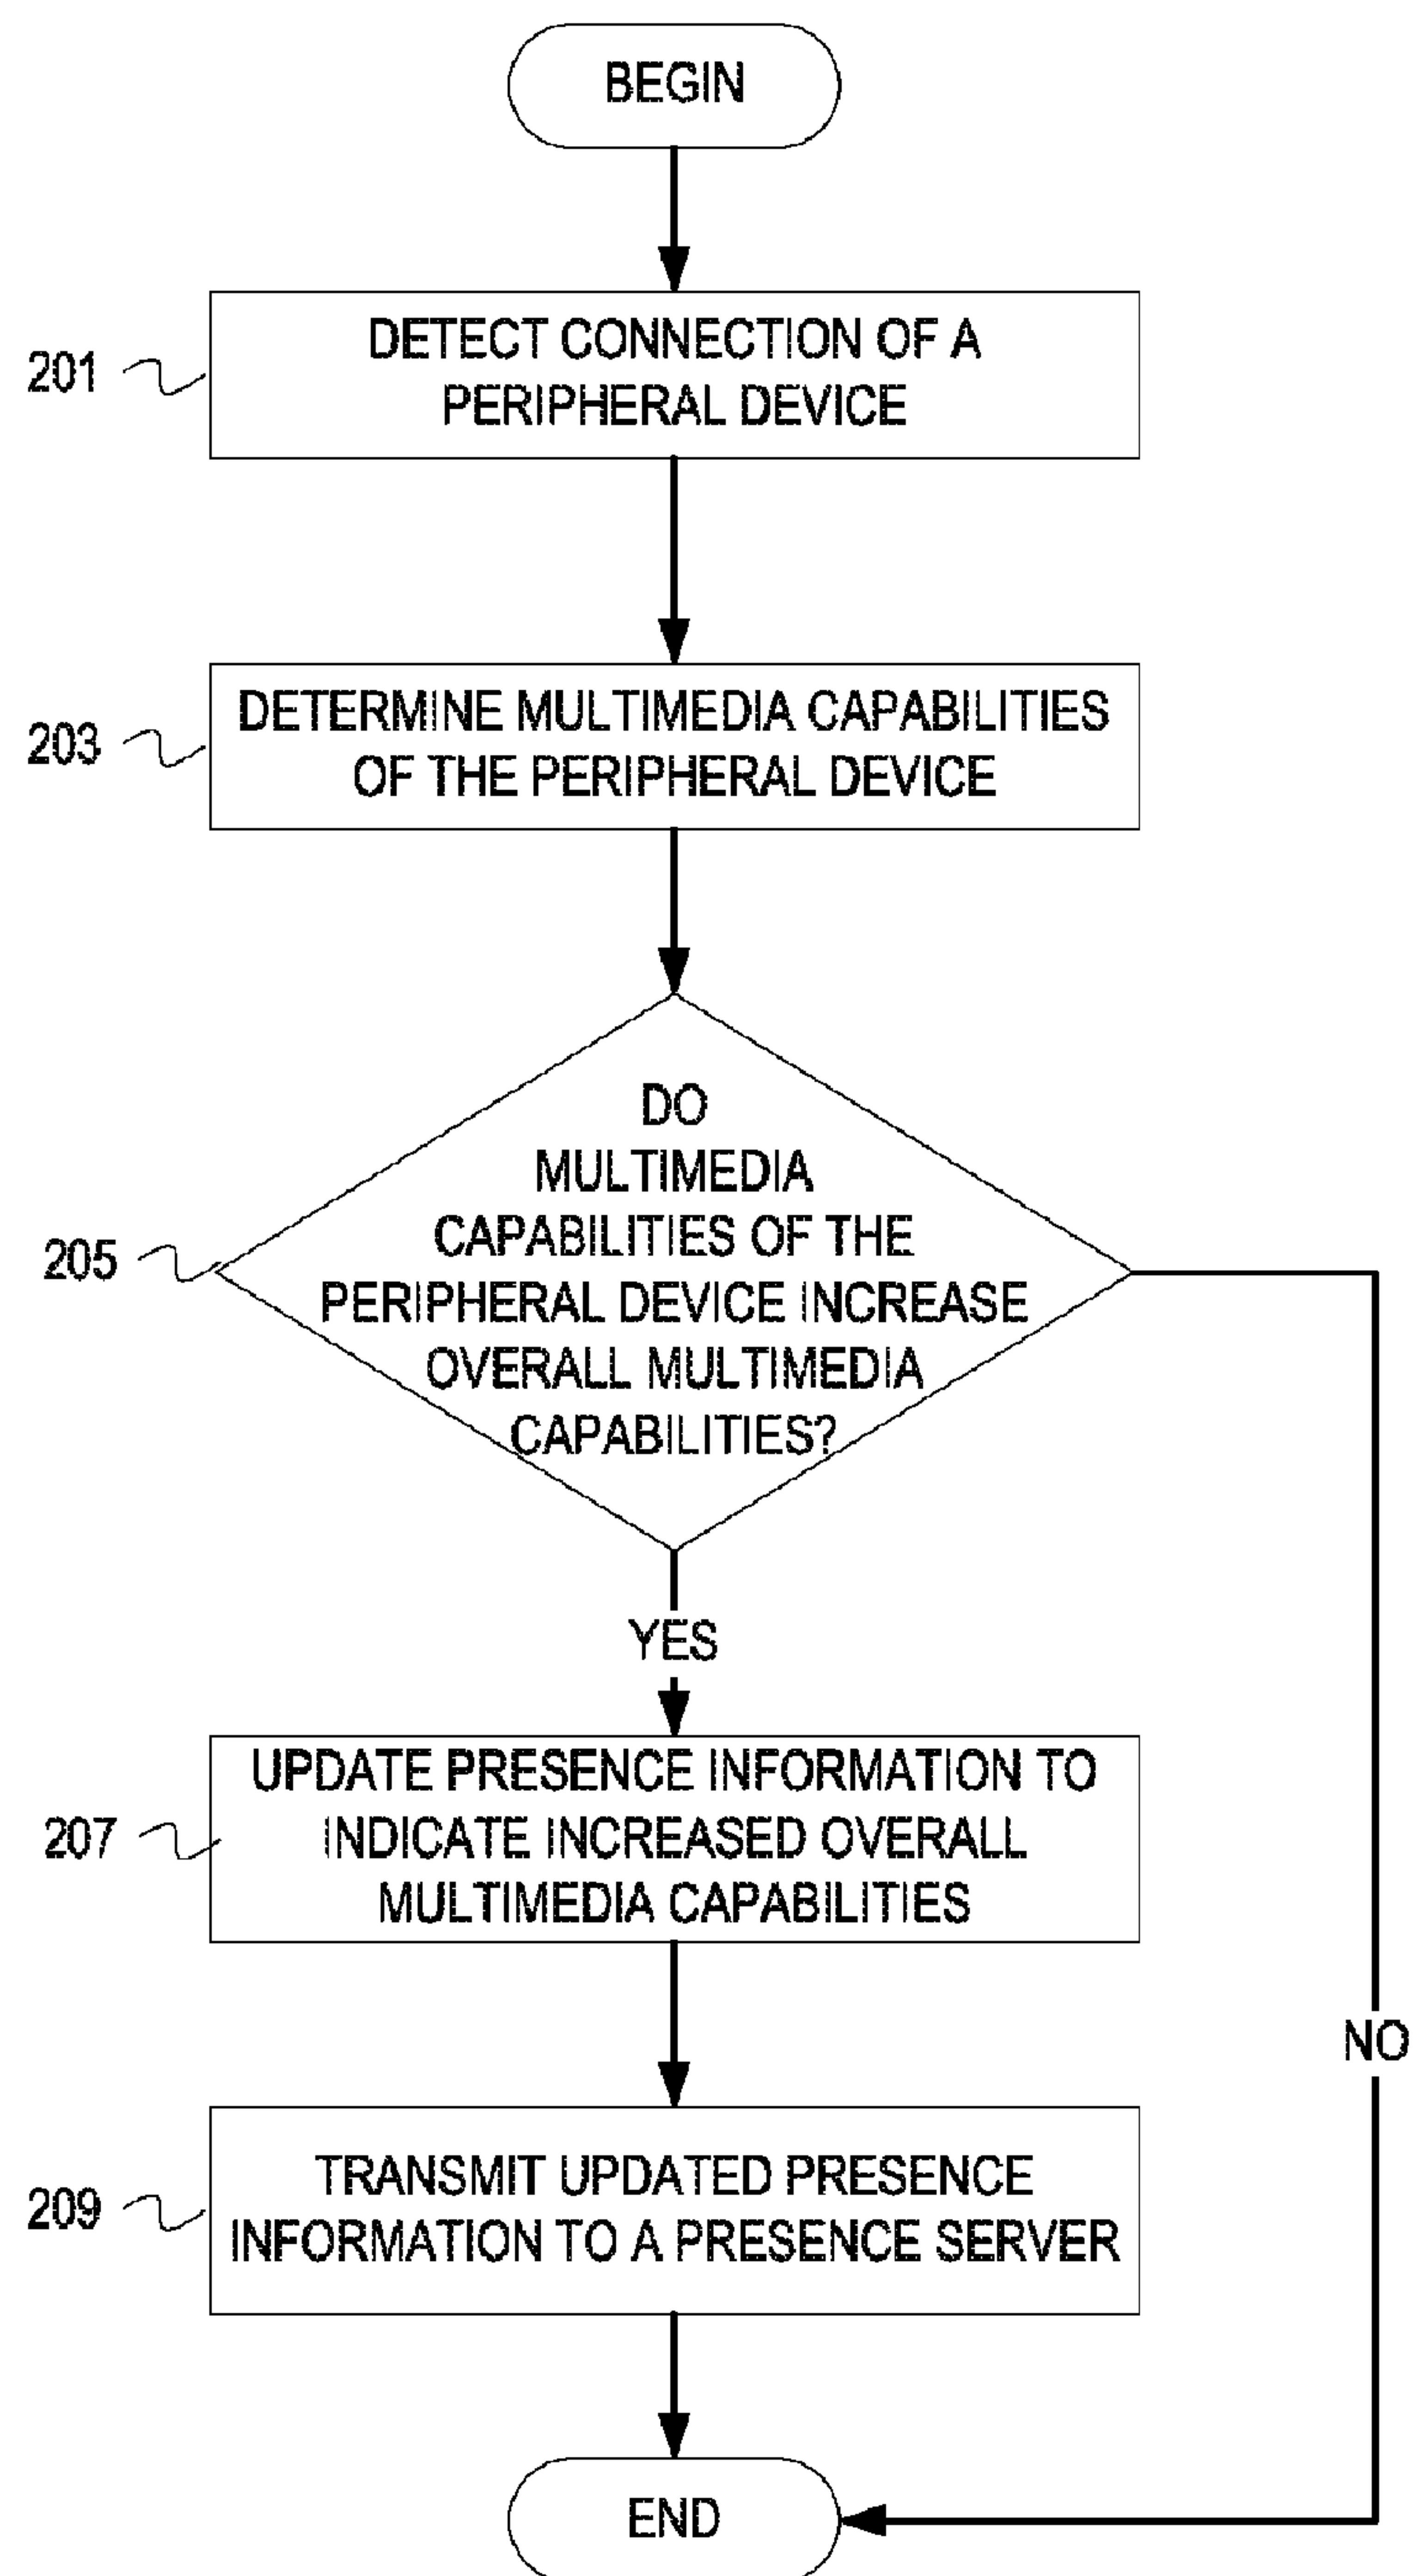 BEGIN
201
DETECT CONNECTION OF A
PERIPHERAL DEVICE
203
DETERMINE MULTIMEDIA CAPABILITIES
OF THE PERIPHERAL DEVICE
205
DO
MULTIMEDIA
CAPABILITIES OF THE
PERIPHERAL DEVICE INCREASE
OVERALL MULTIMEDIA
CAPABILITIES?
YES
207
UPDATE PRESENCE INFORMATION TO
INDICATE INCREASED OVERALL
MULTIMEDIA CAPABILITIES
NO
209
TRANSMIT UPDATED PRESENCE
INFORMATION TO A PRESENCE SERVER
END